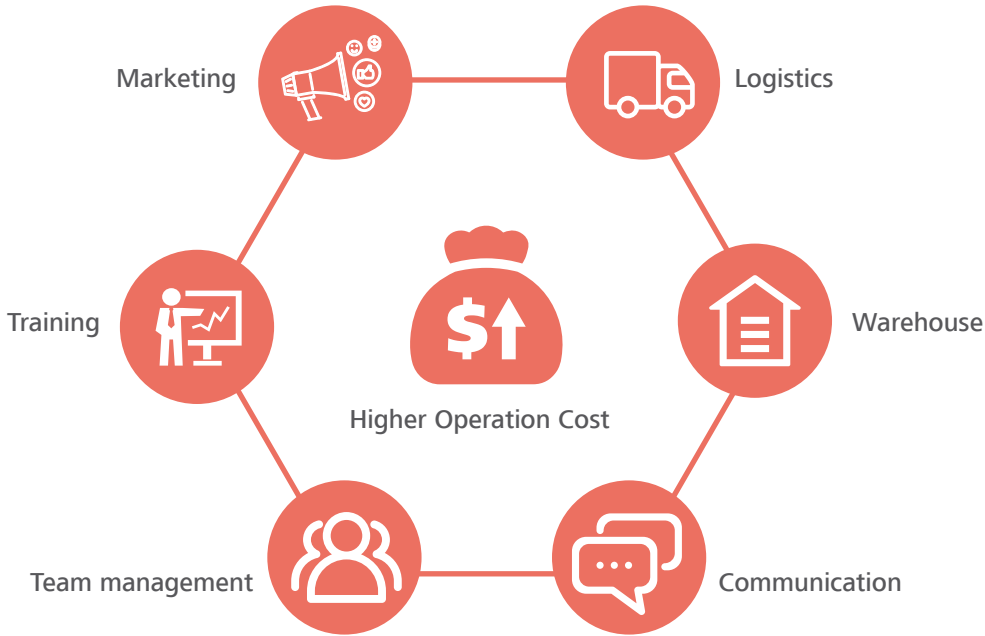 Marketing
Logistics
Training
$
Warehouse
Higher Operation Cost
Team management
Communication